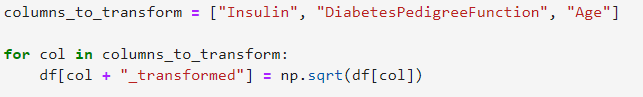 columns_to_transform = ["Insulin", "DiabetesPedigreeFunction", "Age"]
for col in columns_to_transform:
    df[col + "_transformed"] = np.sqrt(df[col])